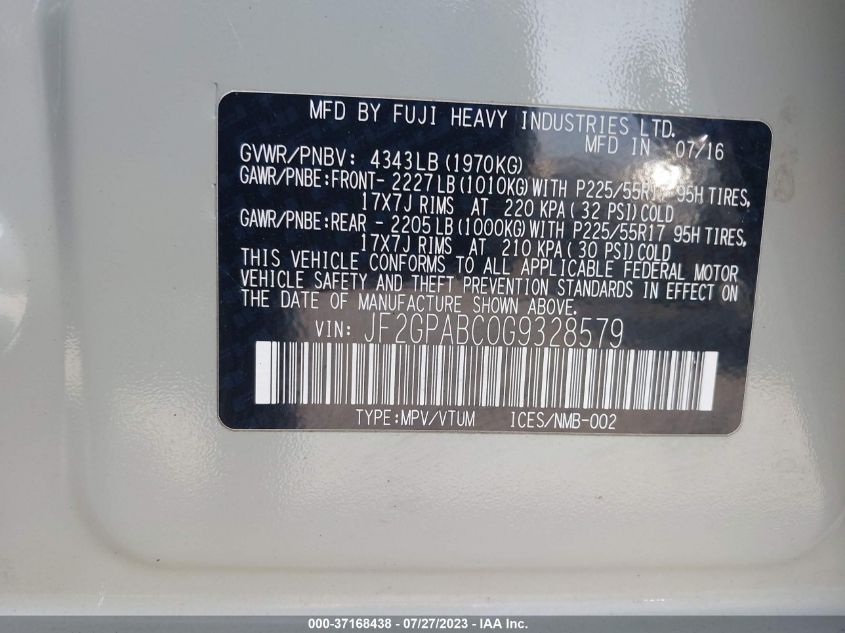 MFD BY FUJI HEAVY INDUSTRIES LTD.
MFD IN 07/16
GVWR/PNBV: 4343LB(1970KG)
GAWR/PNBE:FRONT- 2227LB(1010KG)WITH P225/55R17 95H TIRES,
17X7J RIMS AT 220 KPA( 32 PSI)COLD
GAWR/PNBE:REAR - 2205LB(1000KG)WITH P225/55R17 95H TIRES,
17X7J RIMS AT 210 KPA( 30 PSI)COLD
THIS VEHICLE CONFORMS TO ALL APPLICABLE FEDERAL MOTOR
VEHICLE SAFETY AND THEFT PREVENTION STANDARDS IN EFFECT ON
THE DATE OF MANUFACTURE SHOWN ABOVE.
VIN: JF2GPABC0G9328579
TYPE:MPV/VTUM ICES/NMB-002
000-37168438 - 07/27/2023 - IAA Inc.